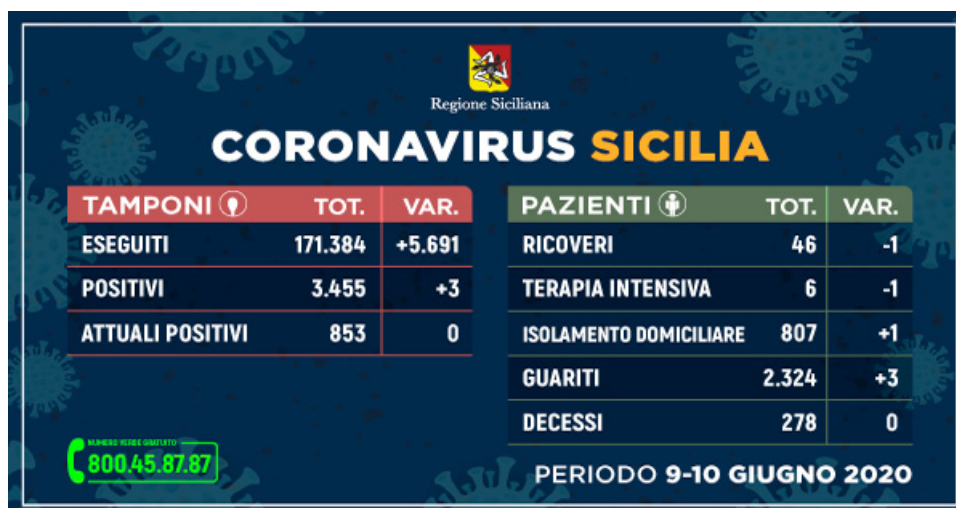 Regione Siciliana
CORONAVIRUS SICILIA
TAMPONI TOT. VAR.
ESEGUITI 171.384 +5.691
POSITIVI 3.455 +3
ATTUALI POSITIVI 853 0
PAZIENTI TOT. VAR.
RICOVERI 46 -1
TERAPIA INTENSIVA 6 -1
ISOLAMENTO DOMICILIARE 807 +1
GUARITI 2.324 +3
DECESSI 278 0
NUMERO VERDE GRATUITO
800.45.87.87
PERIODO 9-10 GIUGNO 2020